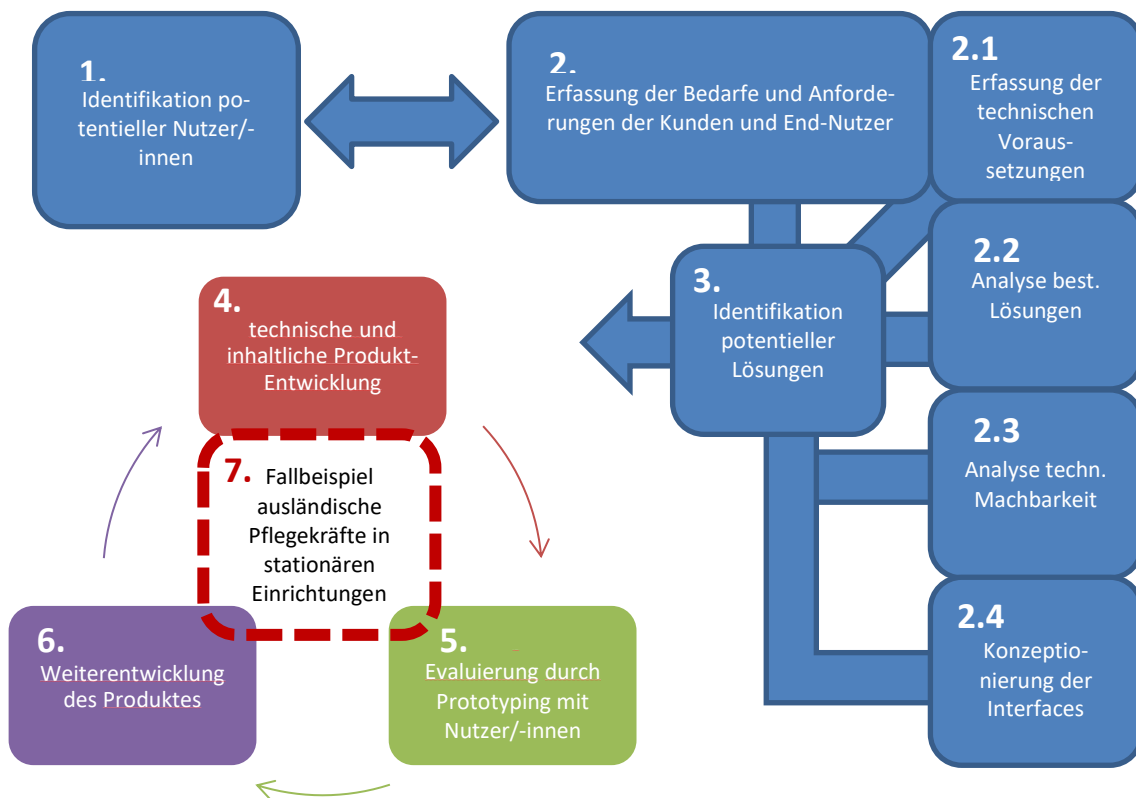 1.
Identifikation po-
tentieller Nutzer/-
innen
2.
Erfassung der Bedarfe und Anforde-
rungen der Kunden und End-Nutzer
2.1
Erfassung der
technischen
Voraus-
setzungen
2.2
Analyse best.
Lösungen
3.
Identifikation
potentieller
Lösungen
2.3
Analyse techn.
Machbarkeit
2.4
Konzeptio-
nierung der
Interfaces
4.
technische und
inhaltliche Produkt-
Entwicklung
7. Fallbeispiel
ausländische
Pflegekräfte in
stationären
Einrichtungen
5.
Evaluierung durch
Prototyping mit
Nutzer/-innen
6.
Weiterentwicklung
des Produktes